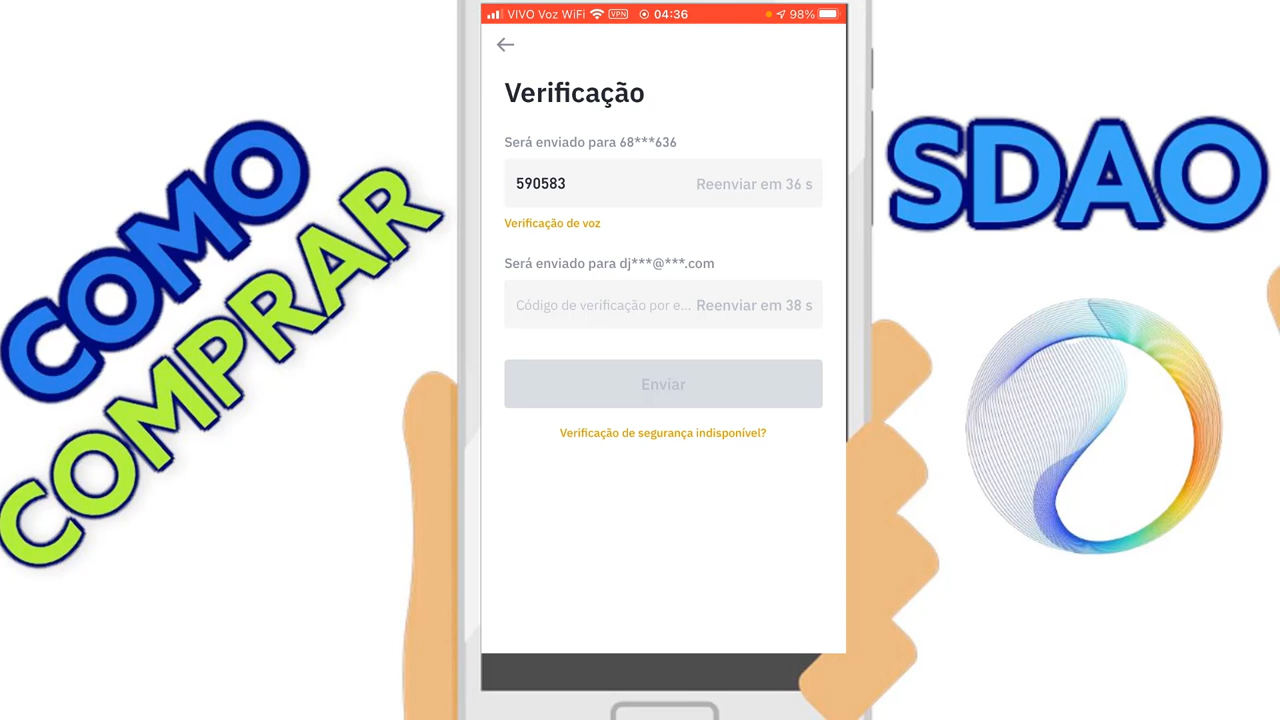 VIVO Voz WiFi VPN 04:36 98%
Verificação
Será enviado para 68***636
590583 Reenviar em 36 s
Verificação de voz
Será enviado para dj***@***.com
Código de verificação por e... Reenviar em 38 s
Enviar
Verificação de segurança indisponível?
COMO
COMPRAR
SDAO